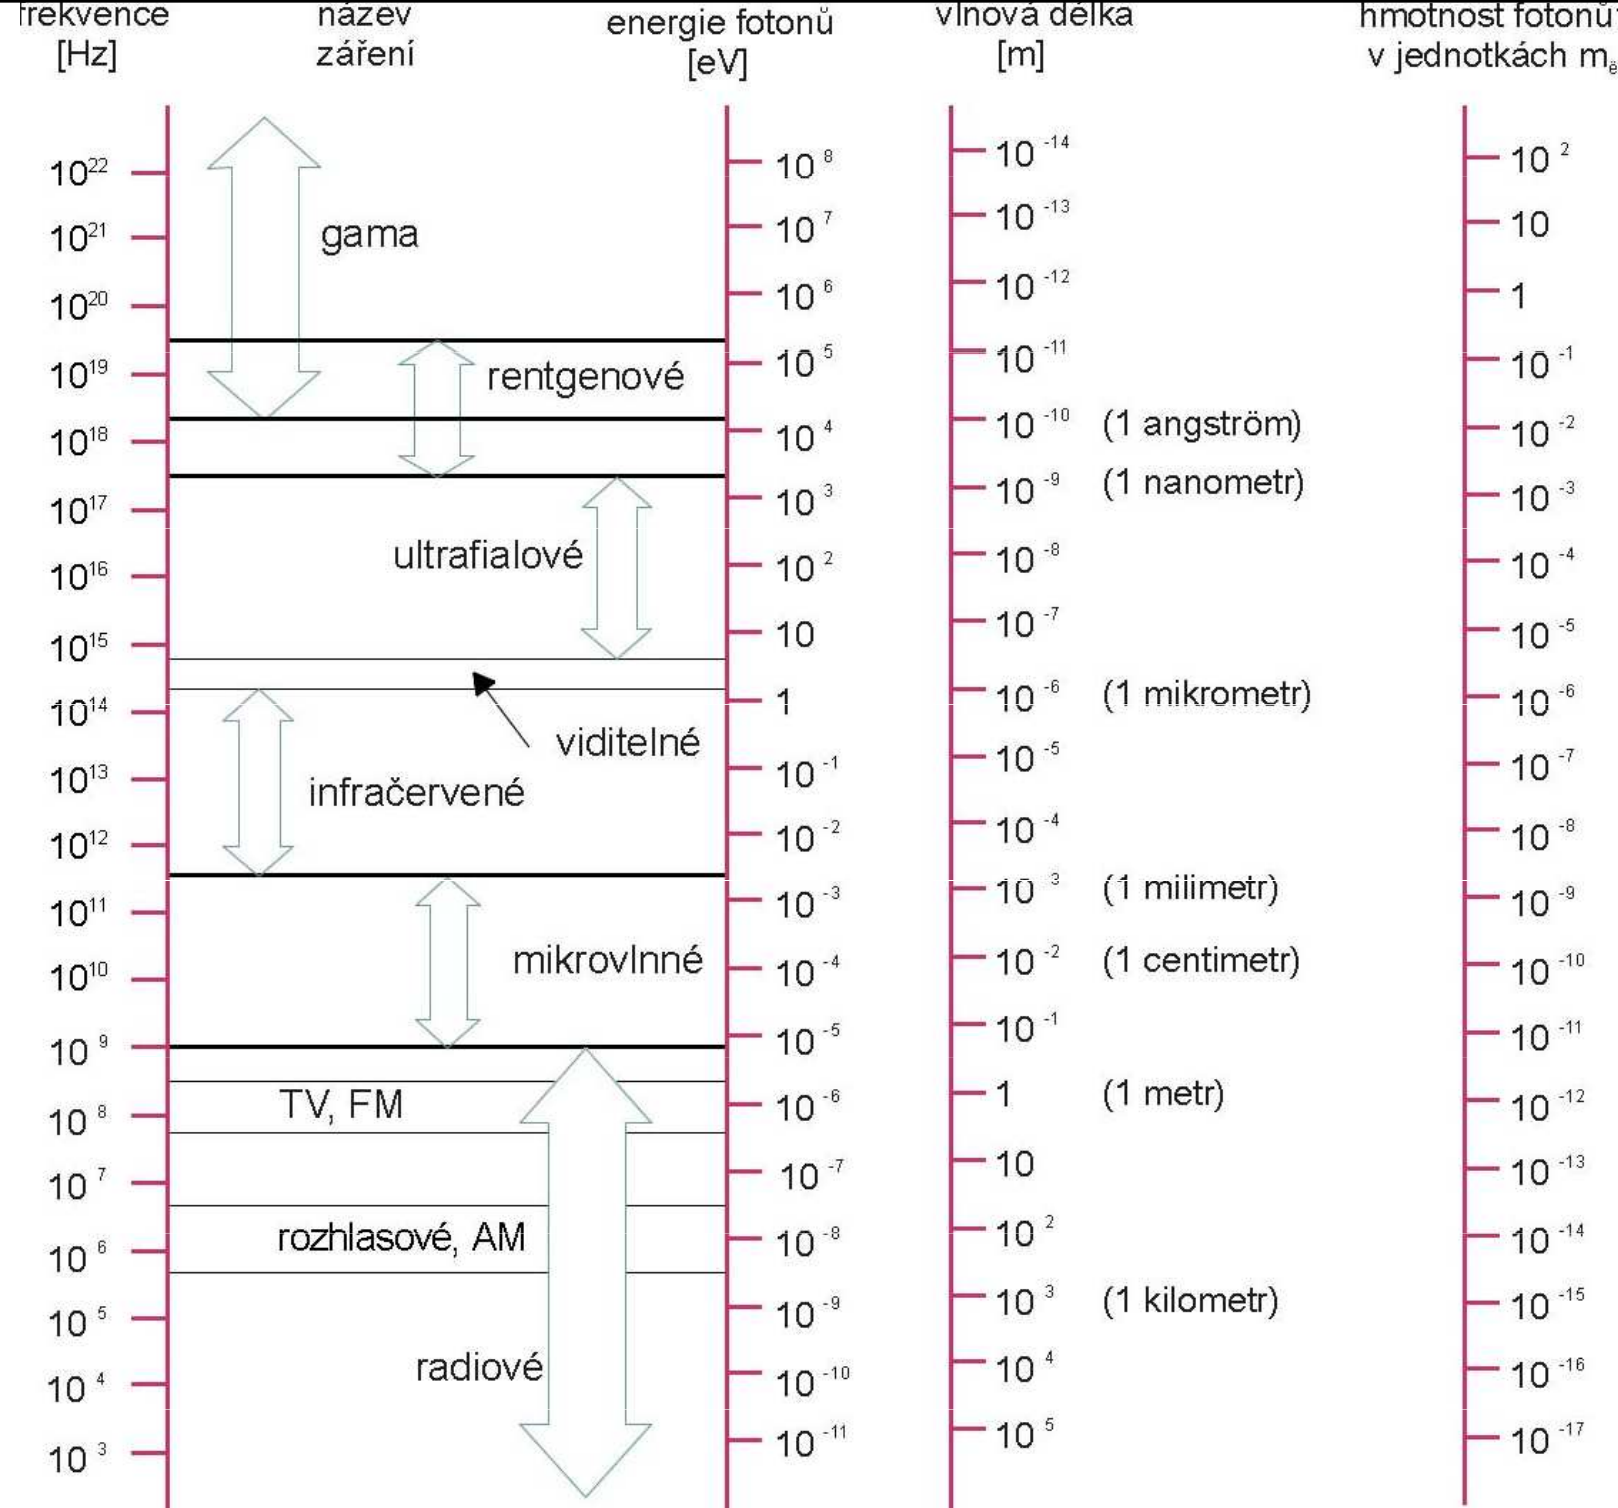 frekvence
[Hz]
název
záření
energie fotonů
[eV]
vlnová délka
[m]
hmotnost fotonů
v jednotkách mₑ
10²²
10²¹
10²⁰
10¹⁹
10¹⁸
10¹⁷
10¹⁶
10¹⁵
10¹⁴
10¹³
10¹²
10¹¹
10¹⁰
10⁹
10⁸
10⁷
10⁶
10⁵
10⁴
10³
gama
rentgenové
ultrafialové
viditelné
infračervené
mikrovlnné
TV, FM
rozhlasové, AM
radiové
10⁸
10⁷
10⁶
10⁵
10⁴
10³
10²
10
1
10⁻¹
10⁻²
10⁻³
10⁻⁴
10⁻⁵
10⁻⁶
10⁻⁷
10⁻⁸
10⁻⁹
10⁻¹⁰
10⁻¹¹
10⁻¹⁴
10⁻¹³
10⁻¹²
10⁻¹¹
10⁻¹⁰ (1 angström)
10⁻⁹ (1 nanometr)
10⁻⁸
10⁻⁷
10⁻⁶ (1 mikrometr)
10⁻⁵
10⁻⁴
10⁻³ (1 milimetr)
10⁻² (1 centimetr)
10⁻¹
1 (1 metr)
10
10²
10³ (1 kilometr)
10⁴
10⁵
10²
10
1
10⁻¹
10⁻²
10⁻³
10⁻⁴
10⁻⁵
10⁻⁶
10⁻⁷
10⁻⁸
10⁻⁹
10⁻¹⁰
10⁻¹¹
10⁻¹²
10⁻¹³
10⁻¹⁴
10⁻¹⁵
10⁻¹⁶
10⁻¹⁷